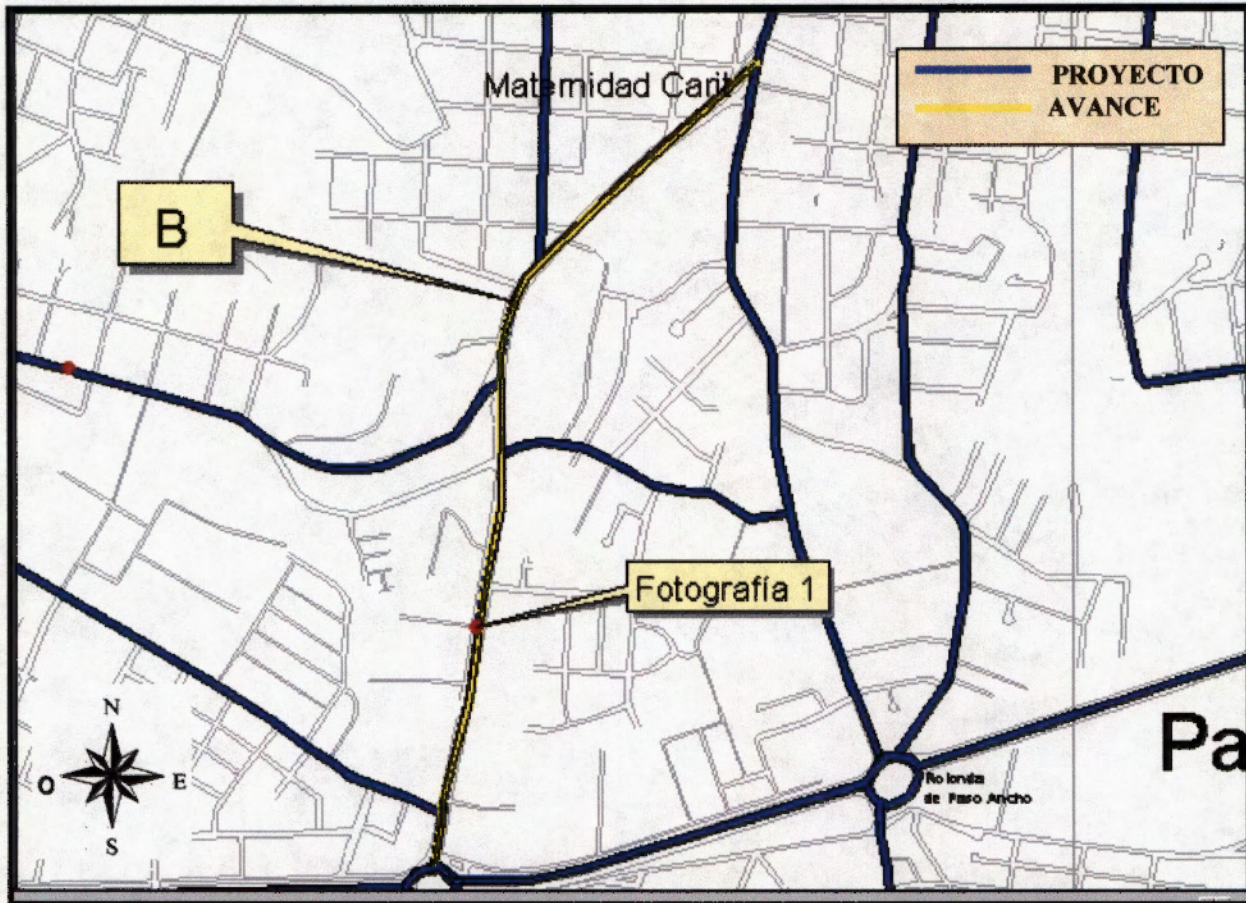 Maternidad Carit
PROYECTO
AVANCE
B
Fotografía 1
N
O
E
S
Pa
Rotonda
de Paso Ancho